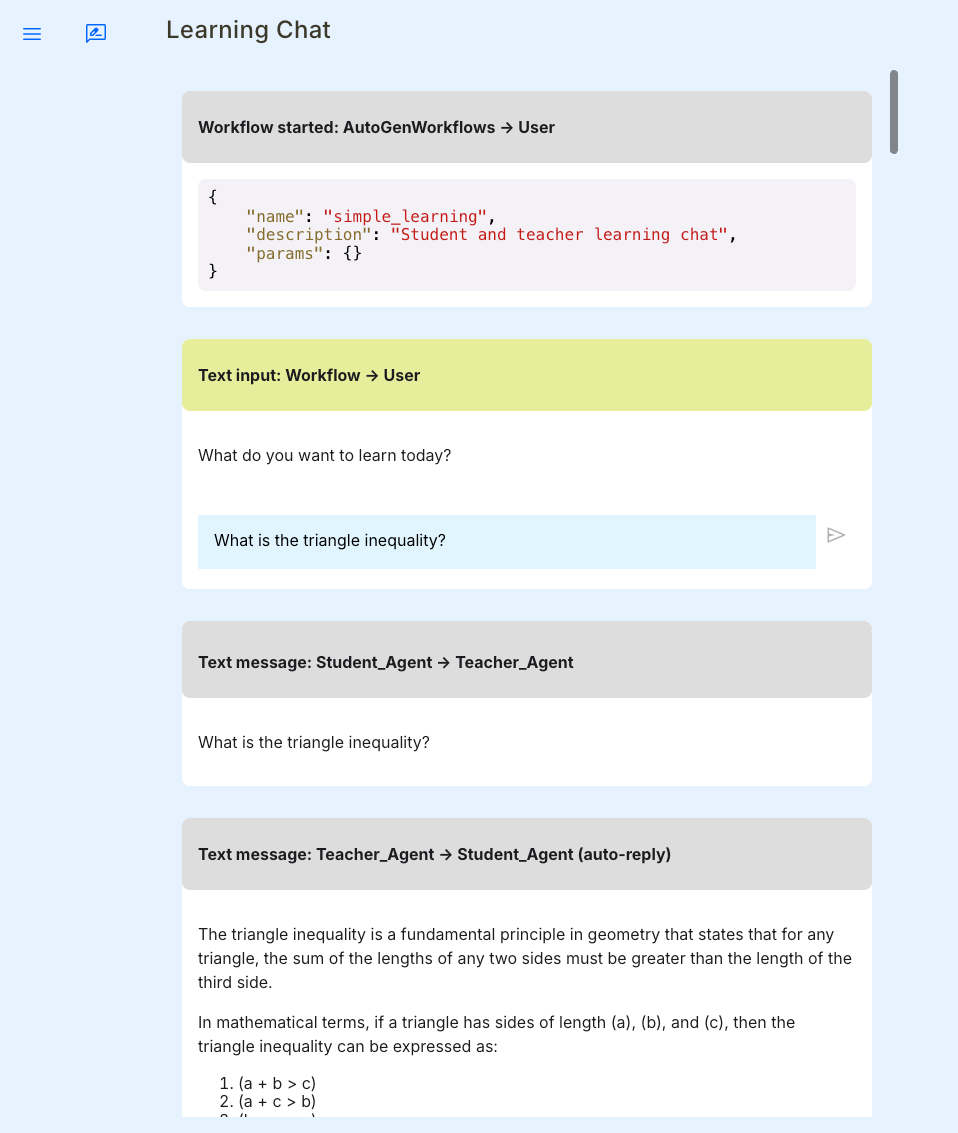 Learning Chat
Workflow started: AutoGenWorkflows -> User
{
    "name": "simple_learning",
    "description": "Student and teacher learning chat",
    "params": {}
}
Text input: Workflow -> User
What do you want to learn today?
What is the triangle inequality?
Text message: Student_Agent -> Teacher_Agent
What is the triangle inequality?
Text message: Teacher_Agent -> Student_Agent (auto-reply)
The triangle inequality is a fundamental principle in geometry that states that for any
triangle, the sum of the lengths of any two sides must be greater than the length of the
third side.
In mathematical terms, if a triangle has sides of length (a), (b), and (c), then the
triangle inequality can be expressed as:
1. (a + b > c)
2. (a + c > b)